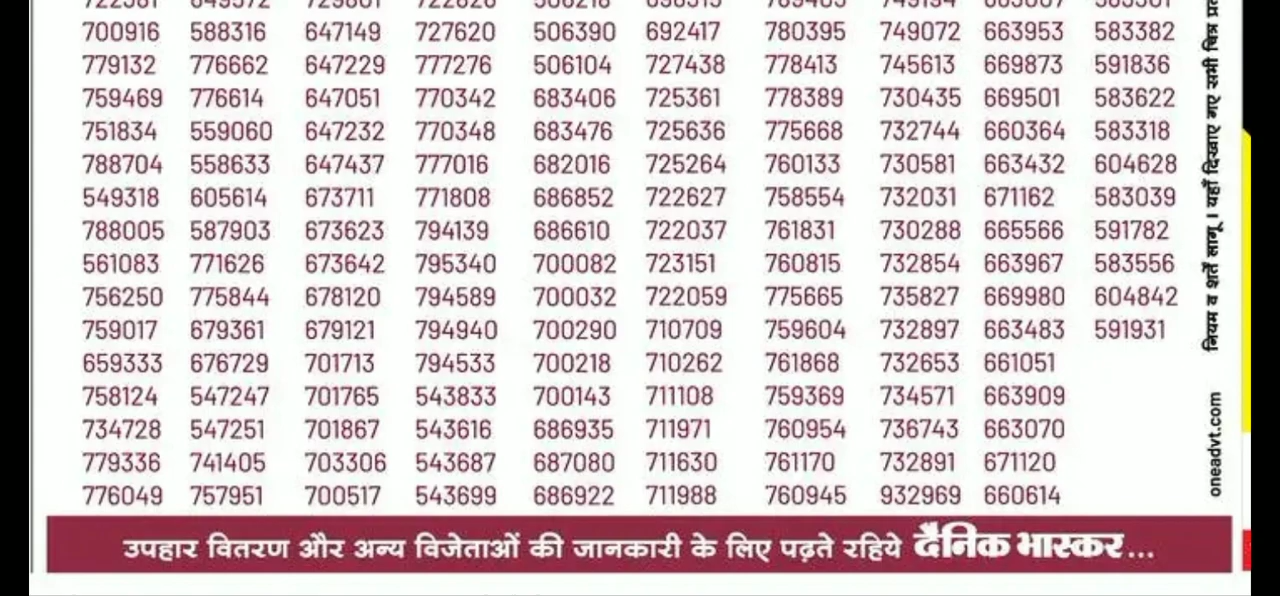 700916 588316 647149 727620 506390 692417 780395 749072 663953 583382
779132 776662 647229 777276 506104 727438 778413 745613 669873 591836
759469 776614 647051 770342 683406 725361 778389 730435 669501 583622
751834 559060 647232 770348 683476 725636 775668 732744 660364 583318
788704 558633 647437 777016 682016 725264 760133 730581 663432 604628
549318 605614 673711 771808 686852 722627 758554 732031 671162 583039
788005 587903 673623 794139 686610 722037 761831 730288 665566 591782
561083 771626 673642 795340 700082 723151 760815 732854 663967 583556
756250 775844 678120 794589 700032 722059 775665 735827 669980 604842
759017 679361 679121 794940 700290 710709 759604 732897 663483 591931
659333 676729 701713 794533 700218 710262 761868 732653 661051
758124 547247 701765 543833 700143 711108 759369 734571 663909
734728 547251 701867 543616 686935 711971 760954 736743 663070
779336 741405 703306 543687 687080 711630 761170 732891 671120
776049 757951 700517 543699 686922 711988 760945 932969 660614
उपहार वितरण और अन्य विजेताओं की जानकारी के लिए पढ़ते रहिये दैनिक भास्कर...
oneadvt.com
नियम व शर्तें लागू। यहाँ दिखाए गए सभी चित्र